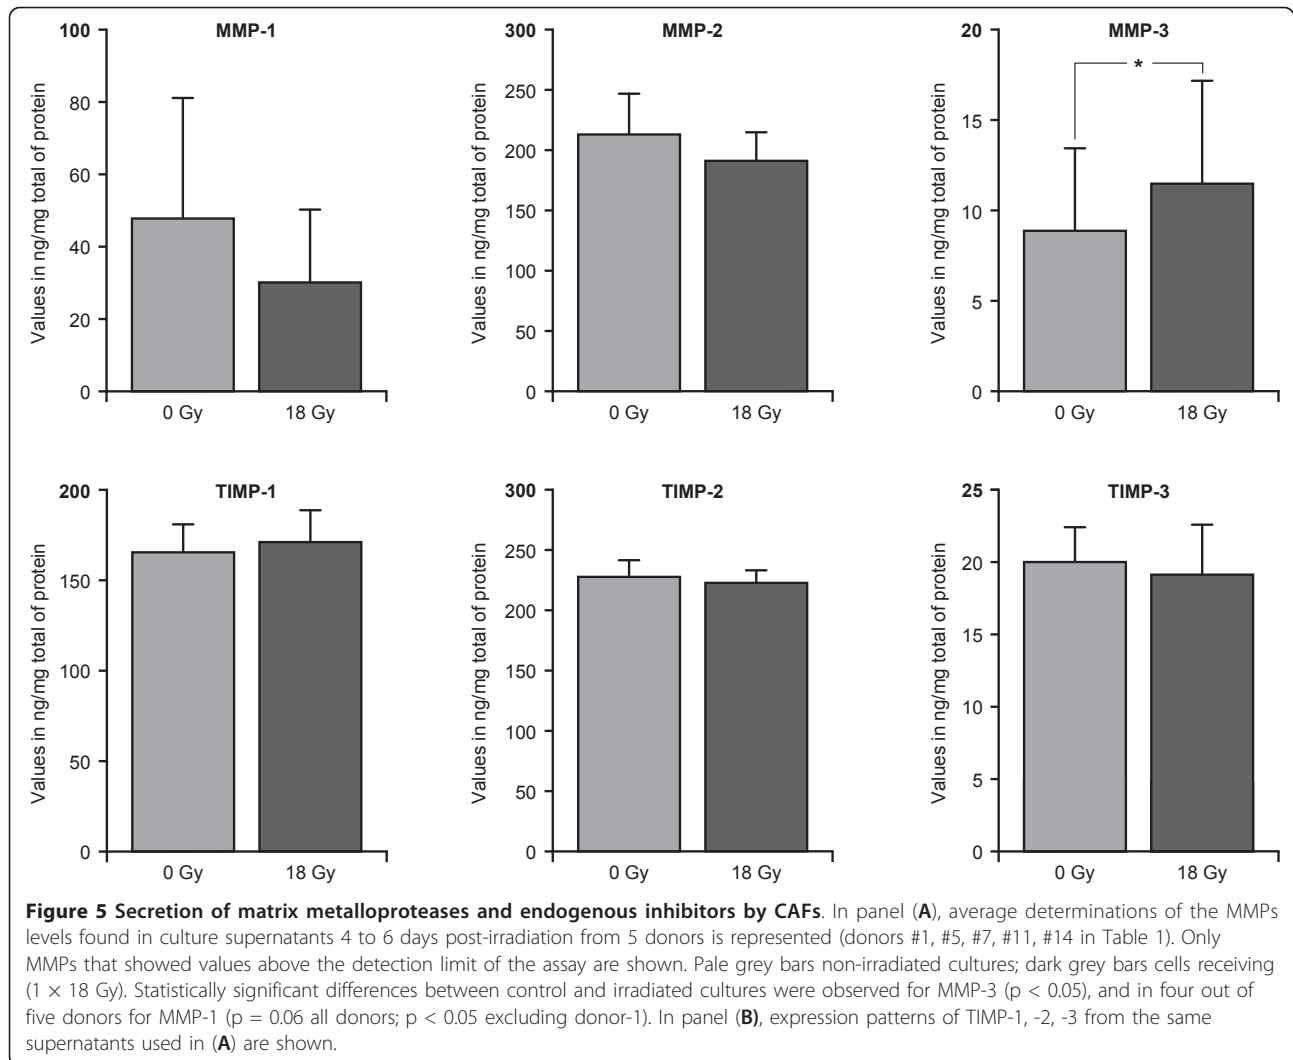 MMP-1
MMP-2
MMP-3
100
80
60
40
20
0
Values in ng/mg total of protein
0 Gy
18 Gy
300
250
200
150
100
50
0
Values in ng/mg total of protein
0 Gy
18 Gy
20
15
10
5
0
Values in ng/mg total of protein
*
0 Gy
18 Gy
TIMP-1
TIMP-2
TIMP-3
200
150
100
50
0
Values in ng/mg total of protein
0 Gy
18 Gy
300
250
200
150
100
50
0
Values in ng/mg total of protein
0 Gy
18 Gy
25
20
15
10
5
0
Values in ng/mg total of protein
0 Gy
18 Gy
Figure 5 Secretion of matrix metalloproteases and endogenous inhibitors by CAFs. In panel (A), average determinations of the MMPs
levels found in culture supernatants 4 to 6 days post-irradiation from 5 donors is represented (donors #1, #5, #7, #11, #14 in Table 1). Only
MMPs that showed values above the detection limit of the assay are shown. Pale grey bars non-irradiated cultures; dark grey bars cells receiving
(1 × 18 Gy). Statistically significant differences between control and irradiated cultures were observed for MMP-3 (p < 0.05), and in four out of
five donors for MMP-1 (p = 0.06 all donors; p < 0.05 excluding donor-1). In panel (B), expression patterns of TIMP-1, -2, -3 from the same
supernatants used in (A) are shown.